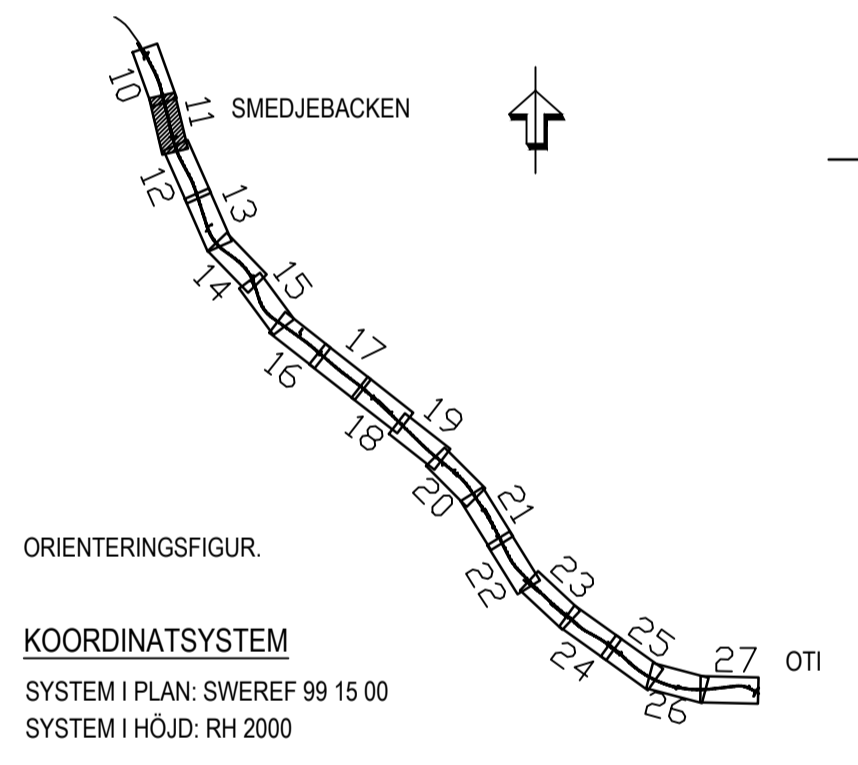 10
11 SMEDJEBACKEN
12
13
14
15
16
17
18
19
20
21
22
23
24
25
26
27 OTI
ORIENTERINGSFIGUR.
KOORDINATSYSTEM
SYSTEM I PLAN: SWEREF 99 15 00
SYSTEM I HÖJD: RH 2000